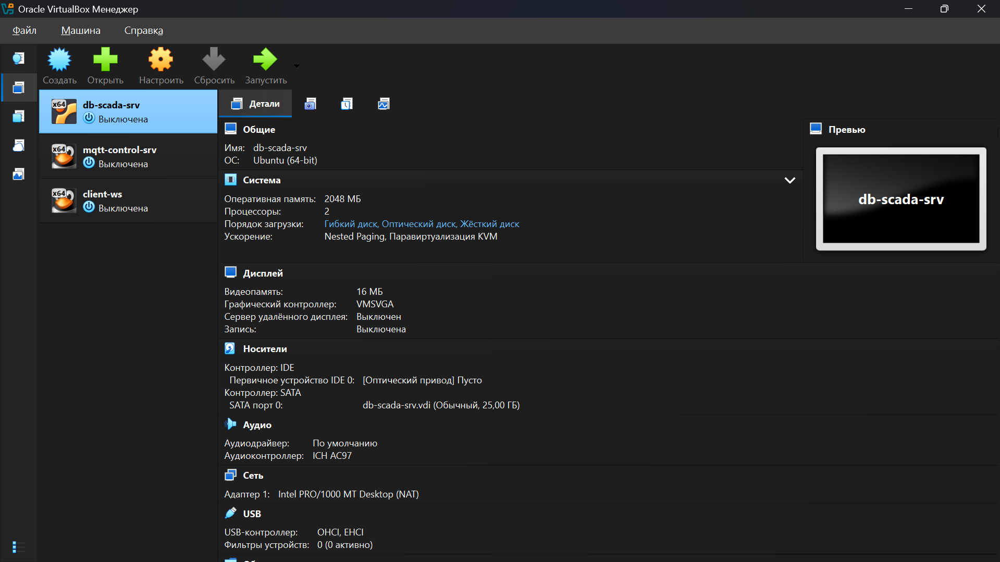 Oracle VirtualBox Менеджер
Файл Машина Справка
Создать Открыть Настроить Сбросить Запустить
x64 db-scada-srv
Выключена
x64 mqtt-control-srv
Выключена
x64 client-ws
Выключена
Детали
Общие
Имя: db-scada-srv
ОС: Ubuntu (64-bit)
Превью
db-scada-srv
Система
Оперативная память: 2048 МБ
Процессоры: 2
Порядок загрузки: Гибкий диск, Оптический диск, Жёсткий диск
Ускорение: Nested Paging, Паравиртуализация KVM
Дисплей
Видеопамять: 16 МБ
Графический контроллер: VMSVGA
Сервер удалённого дисплея: Выключен
Запись: Выключена
Носители
Контроллер: IDE
Первичное устройство IDE 0: [Оптический привод] Пусто
Контроллер: SATA
SATA порт 0: db-scada-srv.vdi (Обычный, 25,00 ГБ)
Аудио
Аудиодрайвер: По умолчанию
Аудиоконтроллер: ICH AC97
Сеть
Адаптер 1: Intel PRO/1000 MT Desktop (NAT)
USB
USB-контроллер: OHCI, EHCI
Фильтры устройств: 0 (0 активно)